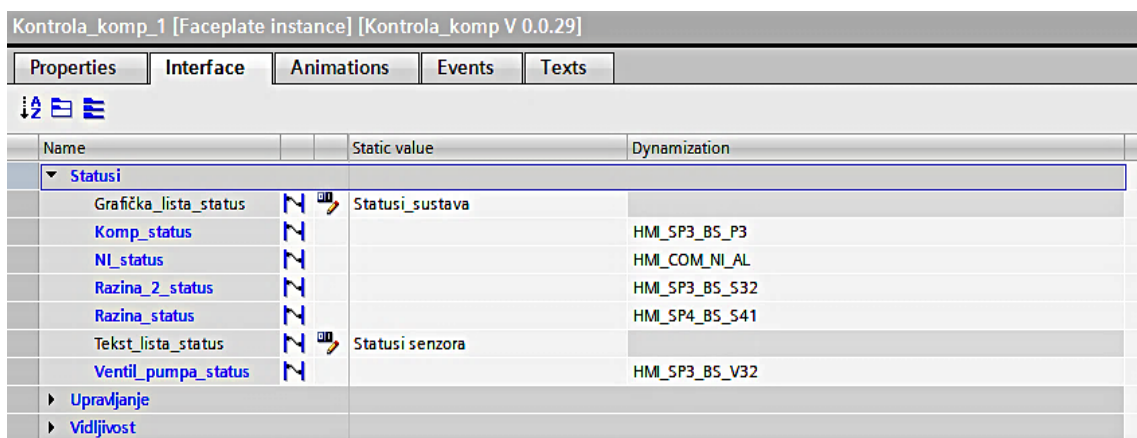 Kontrola_komp_1 [Faceplate instance] [Kontrola_komp V 0.0.29]
Properties Interface Animations Events Texts
Name Static value Dynamization
Statusi
Grafička_lista_status Statusi_sustava
Komp_status HMI_SP3_BS_P3
NI_status HMI_COM_NI_AL
Razina_2_status HMI_SP3_BS_S32
Razina_status HMI_SP4_BS_S41
Tekst_lista_status Statusi senzora
Ventil_pumpa_status HMI_SP3_BS_V32
Upravljanje
Vidljivost